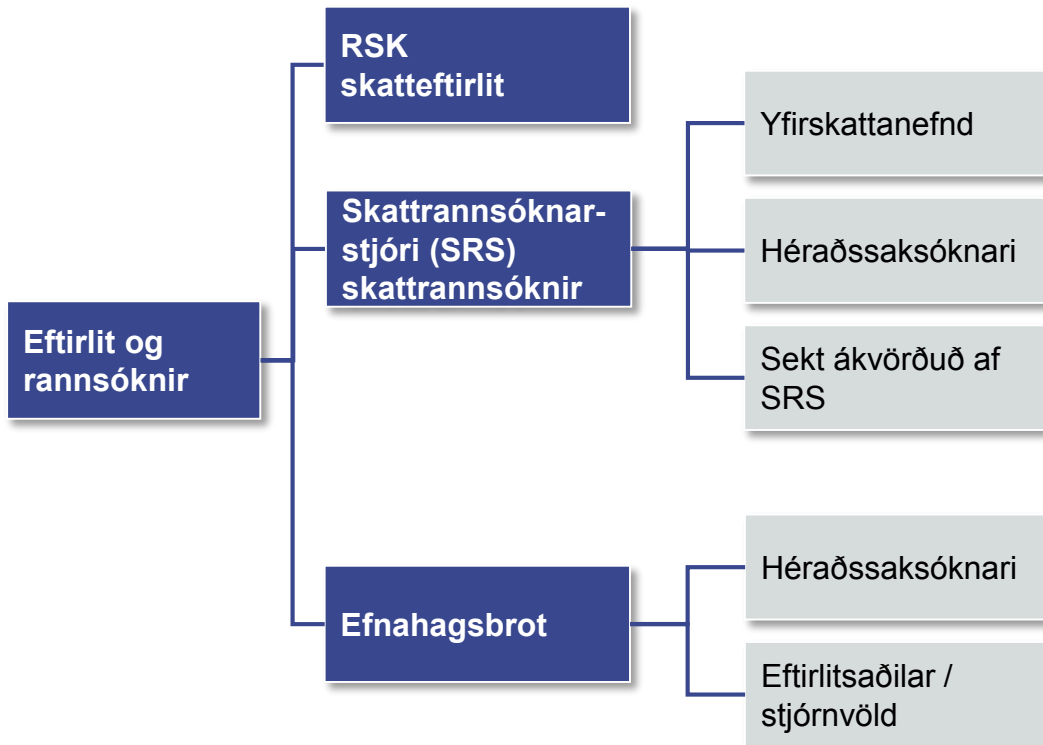 Eftirlit og
rannsóknir
RSK
skatteftirlit
Skattrannsóknar-
stjóri (SRS)
skattrannsóknir
Yfirskattanefnd
Héraðssaksóknari
Sekt ákvörðuð af
SRS
Efnahagsbrot
Héraðssaksóknari
Eftirlitsaðilar /
stjórnvöld